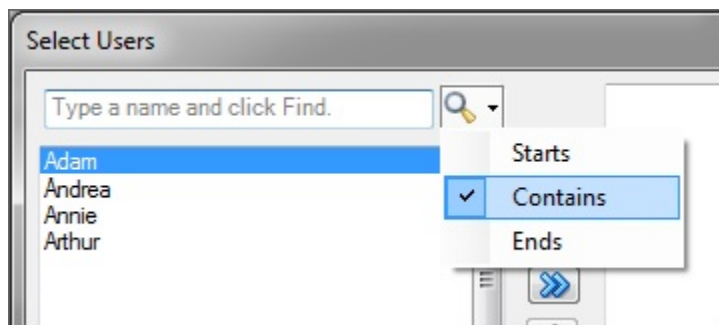 Select Users
Type a name and click Find.
Adam
Andrea
Annie
Arthur
Starts
Contains
Ends